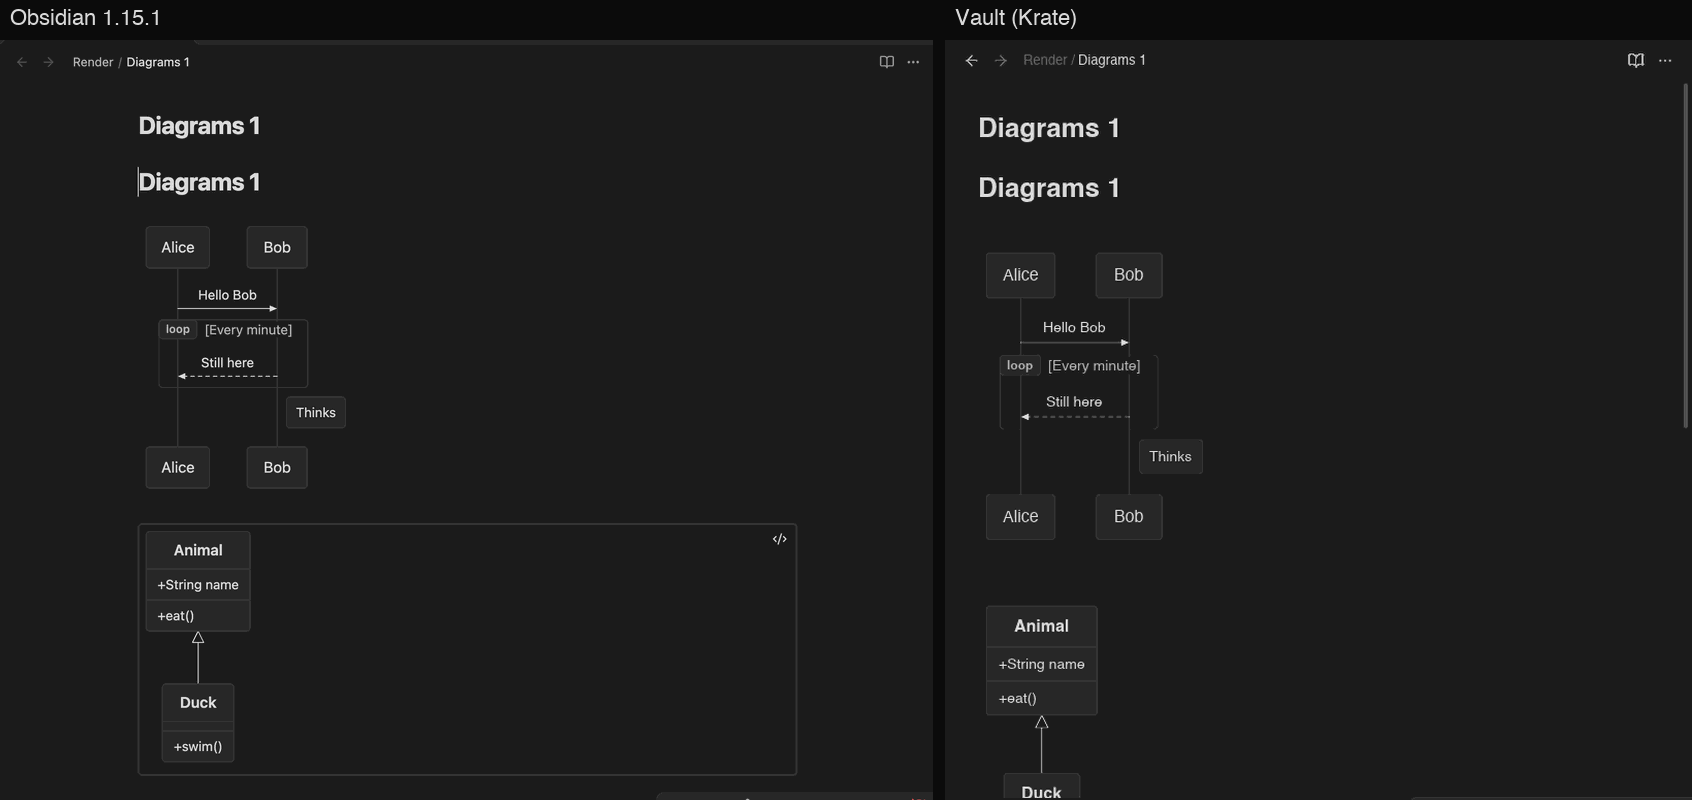 Obsidian 1.15.1
Render / Diagrams 1
Diagrams 1
Diagrams 1
Alice Bob
Hello Bob
loop [Every minute]
Still here
Thinks
Alice Bob
</>
Animal
+String name
+eat()
Duck
+swim()
Vault (Krate)
Render / Diagrams 1
Diagrams 1
Diagrams 1
Alice Bob
Hello Bob
loop [Every minute]
Still here
Thinks
Alice Bob
Animal
+String name
+eat()
Duck